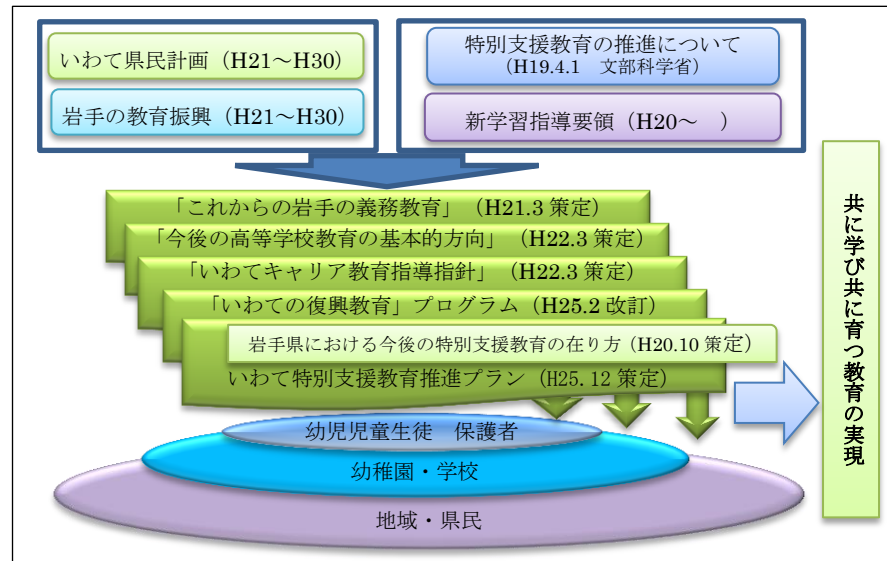 いわて県民計画（H21～H30）
岩手の教育振興（H21～H30）
特別支援教育の推進について
（H19.4.1　文部科学省）
新学習指導要領（H20～　）
「これからの岩手の義務教育」（H21.3 策定）
「今後の高等学校教育の基本的方向」（H22.3 策定）
「いわてキャリア教育指導指針」（H22.3 策定）
「いわての復興教育」プログラム（H25.2 改訂）
岩手県における今後の特別支援教育の在り方（H20.10 策定）
いわて特別支援教育推進プラン（H25.12 策定）
幼児児童生徒　保護者
幼稚園・学校
地域・県民
共に学び共に育つ教育の実現